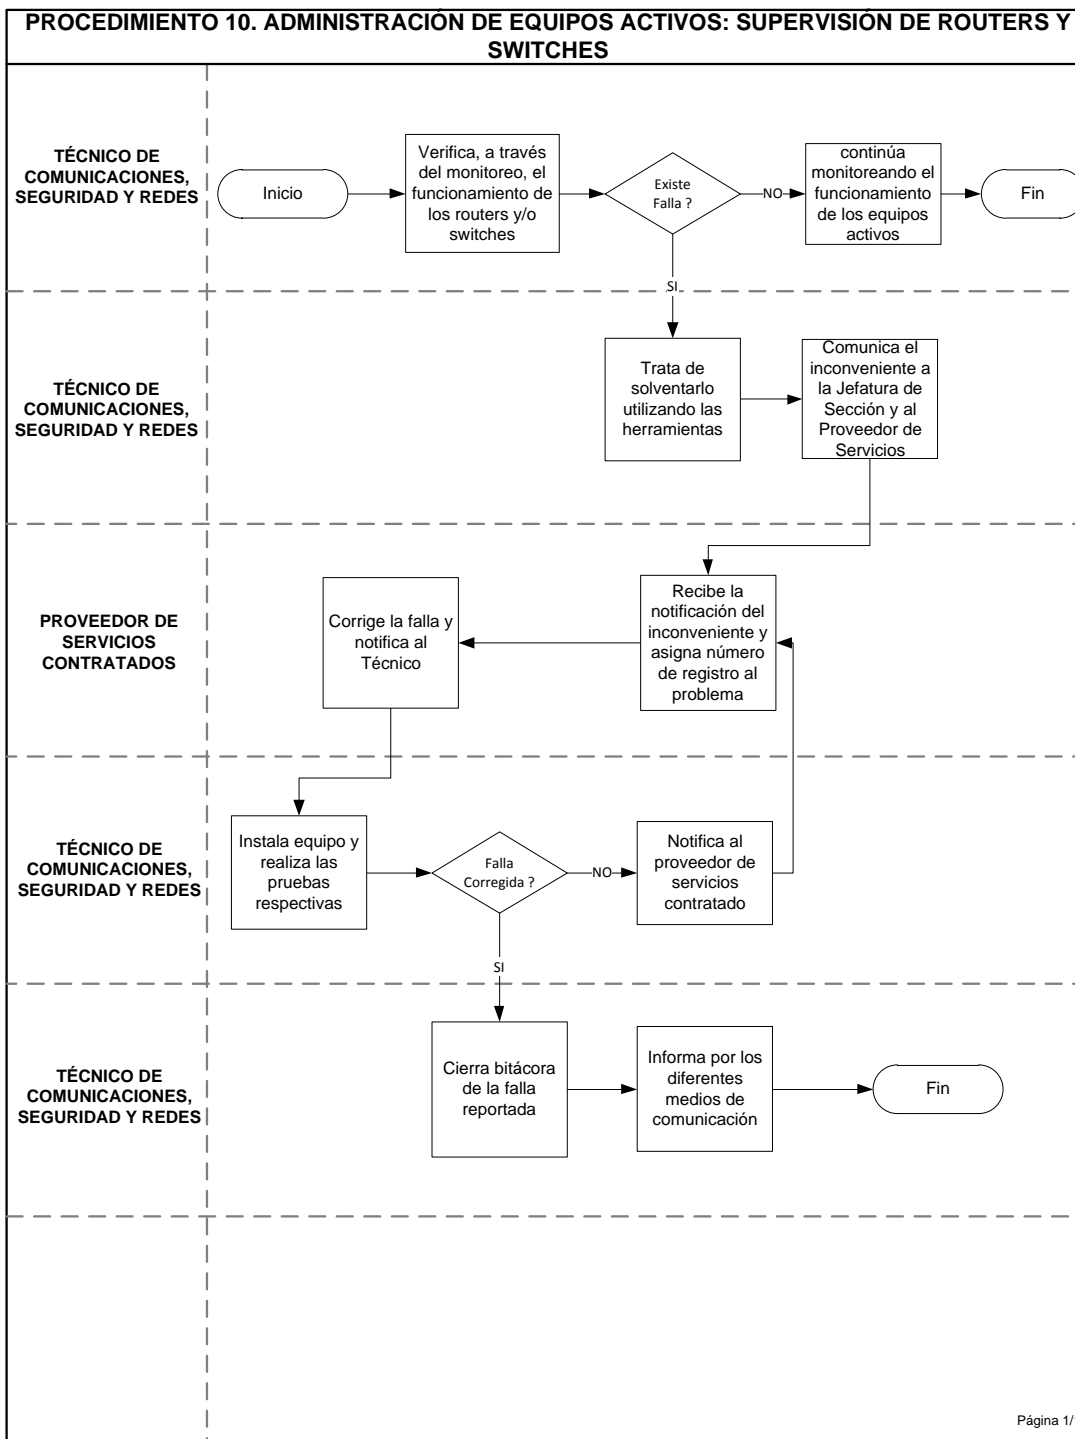 PROCEDIMIENTO 10. ADMINISTRACIÓN DE EQUIPOS ACTIVOS: SUPERVISIÓN DE ROUTERS Y
SWITCHES
TÉCNICO DE
COMUNICACIONES,
SEGURIDAD Y REDES
Inicio
Verifica, a través
del monitoreo, el
funcionamiento de
los routers y/o
switches
Existe
Falla ?
NO
continúa
monitoreando el
funcionamiento
de los equipos
activos
Fin
SI
TÉCNICO DE
COMUNICACIONES,
SEGURIDAD Y REDES
Trata de
solventarlo
utilizando las
herramientas
Comunica el
inconveniente a
la Jefatura de
Sección y al
Proveedor de
Servicios
PROVEEDOR DE
SERVICIOS
CONTRATADOS
Corrige la falla y
notifica al
Técnico
Recibe la
notificación del
inconveniente y
asigna número
de registro al
problema
TÉCNICO DE
COMUNICACIONES,
SEGURIDAD Y REDES
Instala equipo y
realiza las
pruebas
respectivas
Falla
Corregida ?
NO
Notifica al
proveedor de
servicios
contratado
SI
TÉCNICO DE
COMUNICACIONES,
SEGURIDAD Y REDES
Cierra bitácora
de la falla
reportada
Informa por los
diferentes
medios de
comunicación
Fin
Página 1/